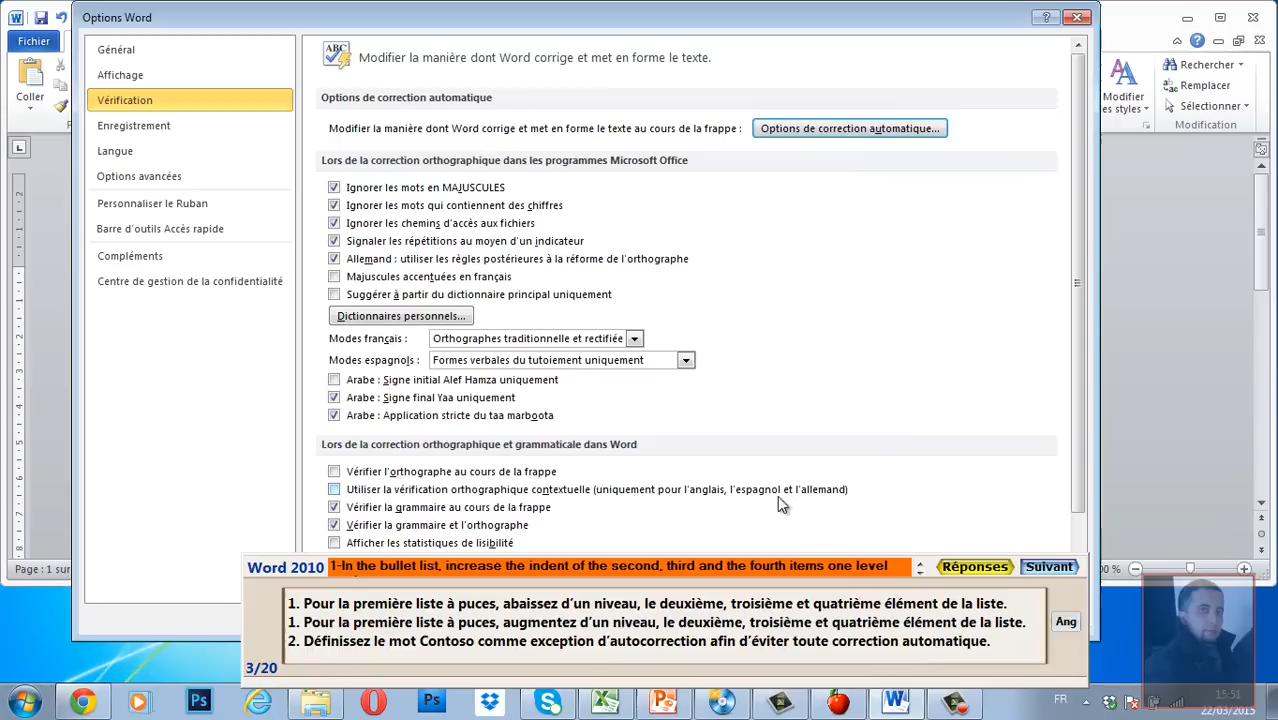 Options Word
Fichier
Coller
Général
Affichage
Vérification
Enregistrement
Langue
Options avancées
Personnaliser le Ruban
Barre d'outils Accès rapide
Compléments
Centre de gestion de la confidentialité
ABC
Modifier la manière dont Word corrige et met en forme le texte.
Options de correction automatique
Modifier la manière dont Word corrige et met en forme le texte au cours de la frappe :
Options de correction automatique...
Lors de la correction orthographique dans les programmes Microsoft Office
Ignorer les mots en MAJUSCULES
Ignorer les mots qui contiennent des chiffres
Ignorer les chemins d'accès aux fichiers
Signaler les répétitions au moyen d'un indicateur
Allemand : utiliser les règles postérieures à la réforme de l'orthographe
Majuscules accentuées en français
Suggérer à partir du dictionnaire principal uniquement
Dictionnaires personnels...
Modes français : Orthographes traditionnelle et rectifiée
Modes espagnols : Formes verbales du tutoiement uniquement
Arabe : Signe initial Alef Hamza uniquement
Arabe : Signe final Yaa uniquement
Arabe : Application stricte du taa marboota
Lors de la correction orthographique et grammaticale dans Word
Vérifier l'orthographe au cours de la frappe
Utiliser la vérification orthographique contextuelle (uniquement pour l'anglais, l'espagnol et l'allemand)
Vérifier la grammaire au cours de la frappe
Vérifier la grammaire et l'orthographe
Afficher les statistiques de lisibilité
Rechercher
Remplacer
Sélectionner
Modifier
les styles
Modification
Page : 1 sur
00 %
Word 2010
1-In the bullet list, increase the indent of the second, third and the fourth items one level
Réponses
Suivant
1. Pour la première liste à puces, abaissez d'un niveau, le deuxième, troisième et quatrième élément de la liste.
1. Pour la première liste à puces, augmentez d'un niveau, le deuxième, troisième et quatrième élément de la liste.
2. Définissez le mot Contoso comme exception d'autocorrection afin d'éviter toute correction automatique.
Ang
3/20
Ps
Ps
FR
15:51
22/03/2015